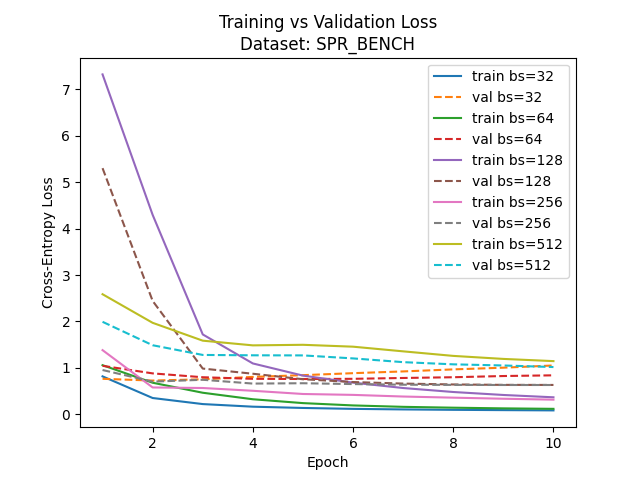 Training vs Validation Loss
Dataset: SPR_BENCH
Cross-Entropy Loss
7
6
5
4
3
2
1
0
2
4
6
8
10
Epoch
train bs=32
val bs=32
train bs=64
val bs=64
train bs=128
val bs=128
train bs=256
val bs=256
train bs=512
val bs=512